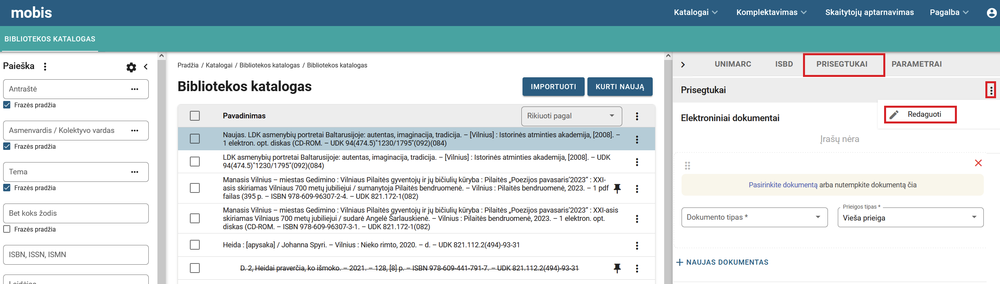 mobis
Katalogai
Komplektavimas
Skaitytojų aptarnavimas
Pagalba
BIBLIOTEKOS KATALOGAS
Paieška
Antraštė
Frazės pradžia
Asmenvardis / Kolektyvo vardas
Frazės pradžia
Tema
Frazės pradžia
Bet koks žodis
Frazės pradžia
ISBN, ISSN, ISMN
Leidėjas
Pradžia / Katalogai / Bibliotekos katalogas / Bibliotekos katalogas
Bibliotekos katalogas
IMPORTUOTI
KURTI NAUJĄ
Pavadinimas
Rikiuoti pagal
Naujas. LDK asmenybių portretai Baltarusijoje: autentas, imaginacija, tradicija. – [Vilnius] : Istorinės atminties akademija, [2008]. –
1 elektron. opt. diskas (CD-ROM. – UDK 94(474.5)"1230/1795"(092)(084)
LDK asmenybių portretai Baltarusijoje: autentas, imaginacija, tradicija. – [Vilnius] : Istorinės atminties akademija, [2008]. – UDK
94(474.5)"1230/1795"(092)(084)
Manasis Vilnius – miestas Gedimino : Vilniaus Pilaitės gyventojų ir jų bičiulių kūryba : Pilaitės „Poezijos pavasaris’2023“ : XXI-
asis skiriamas Vilniaus 700 metų jubiliejui / sumanytoja Pilaitės bendruomenė. – Vilnius : Pilaitės bendruomenė, 2023. – 1 pdf
failas (395 p. – ISBN 978-609-96307-2-4. – UDK 821.172-1(082)
Manasis Vilnius – miestas Gedimino : Vilniaus Pilaitės gyventojų ir jų bičiulių kūryba : Pilaitės „Poezijos pavasaris’2023“ : XXI-asis
skiriamas Vilniaus 700 metų jubiliejui / sudarė Angelė Šarlauskienė. – Vilnius : Pilaitės bendruomenė, 2023. – 1 elektron. opt.
diskas (CD-ROM. – ISBN 978-609-96307-3-1. – UDK 821.172-1(082)
Heida : [apysaka] / Johanna Spyri. – Vilnius : Nieko rimto, 2020. – d. – UDK 821.112.2(494)-93-31
D. 2, Heidai praverčia, ko išmoko. – 2021. – 128, [8] p. – ISBN 978-609-441-791-7. – UDK 821.112.2(494)-93-31
UNIMARC
ISBD
PRISEGTUKAI
PARAMETRAI
Prisegtukai
Redaguoti
Elektroniniai dokumentai
Įrašų nėra
Pasirinkite dokumentą arba nutempkite dokumentą čia
Dokumento tipas *
Prieigos tipas *
Vieša prieiga
NAUJAS DOKUMENTAS